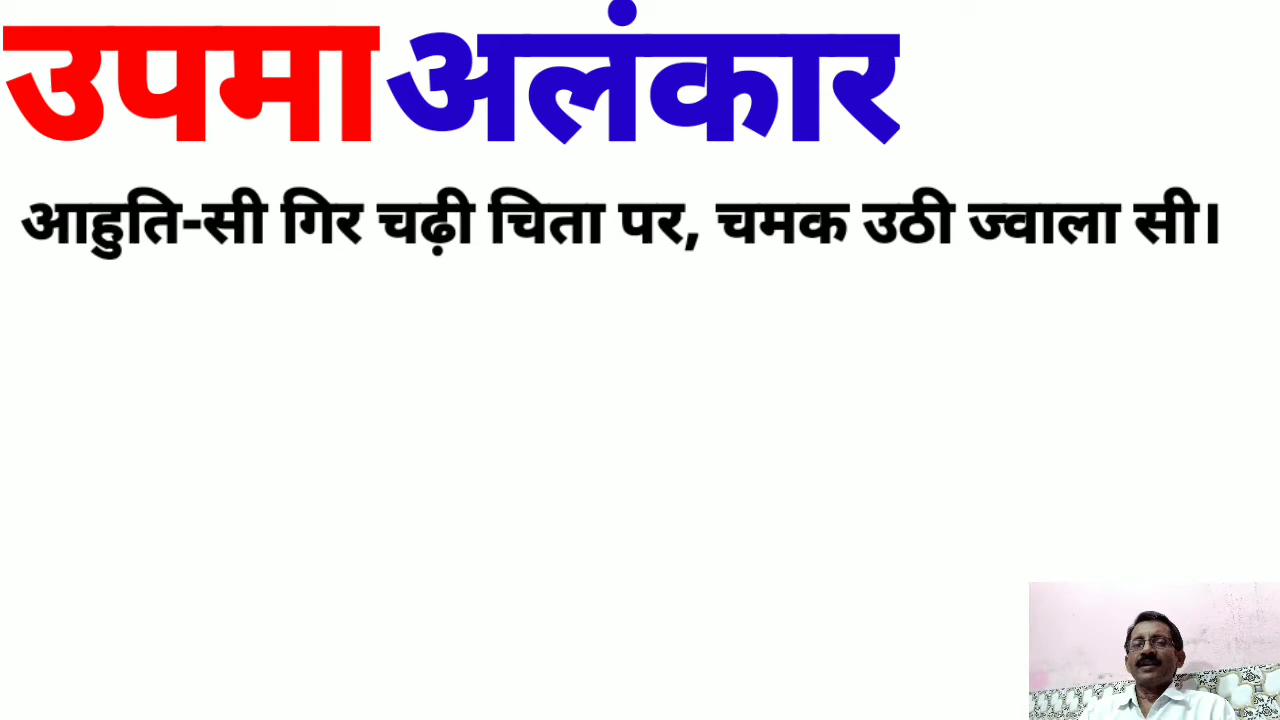 उपमा अलंकार
आहुति-सी गिर चढ़ी चिता पर, चमक उठी ज्वाला सी।